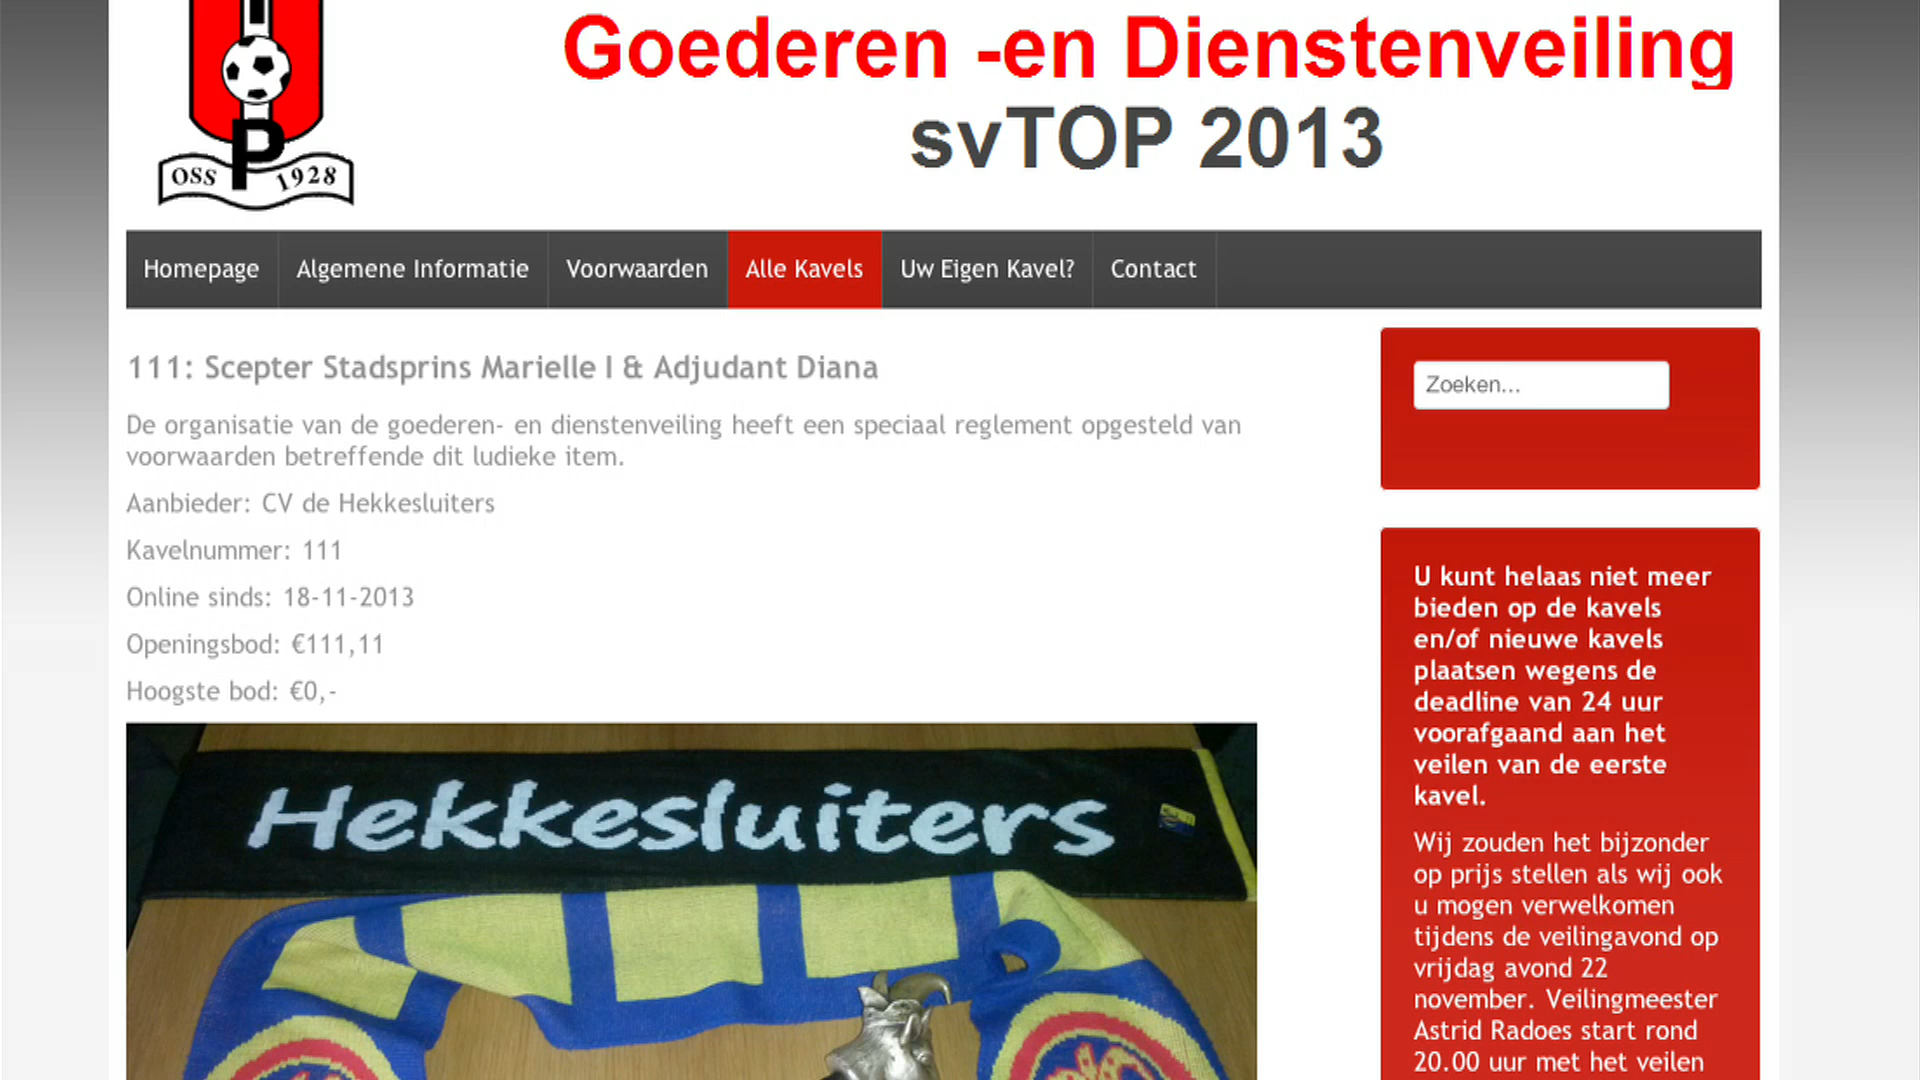 Goederen -en Dienstenveiling
svTOP 2013
P
OSS 1928
Homepage
Algemene Informatie
Voorwaarden
Alle Kavels
Uw Eigen Kavel?
Contact
111: Scepter Stadsprins Marielle I & Adjudant Diana
De organisatie van de goederen- en dienstenveiling heeft een speciaal reglement opgesteld van
voorwaarden betreffende dit ludieke item.
Aanbieder: CV de Hekkesluiters
Kavelnummer: 111
Online sinds: 18-11-2013
Openingsbod: €111,11
Hoogste bod: €0,-
Hekkesluiters
Zoeken...
U kunt helaas niet meer
bieden op de kavels
en/of nieuwe kavels
plaatsen wegens de
deadline van 24 uur
voorafgaand aan het
veilen van de eerste
kavel.
Wij zouden het bijzonder
op prijs stellen als wij ook
u mogen verwelkomen
tijdens de veilingavond op
vrijdag avond 22
november. Veilingmeester
Astrid Radoes start rond
20.00 uur met het veilen